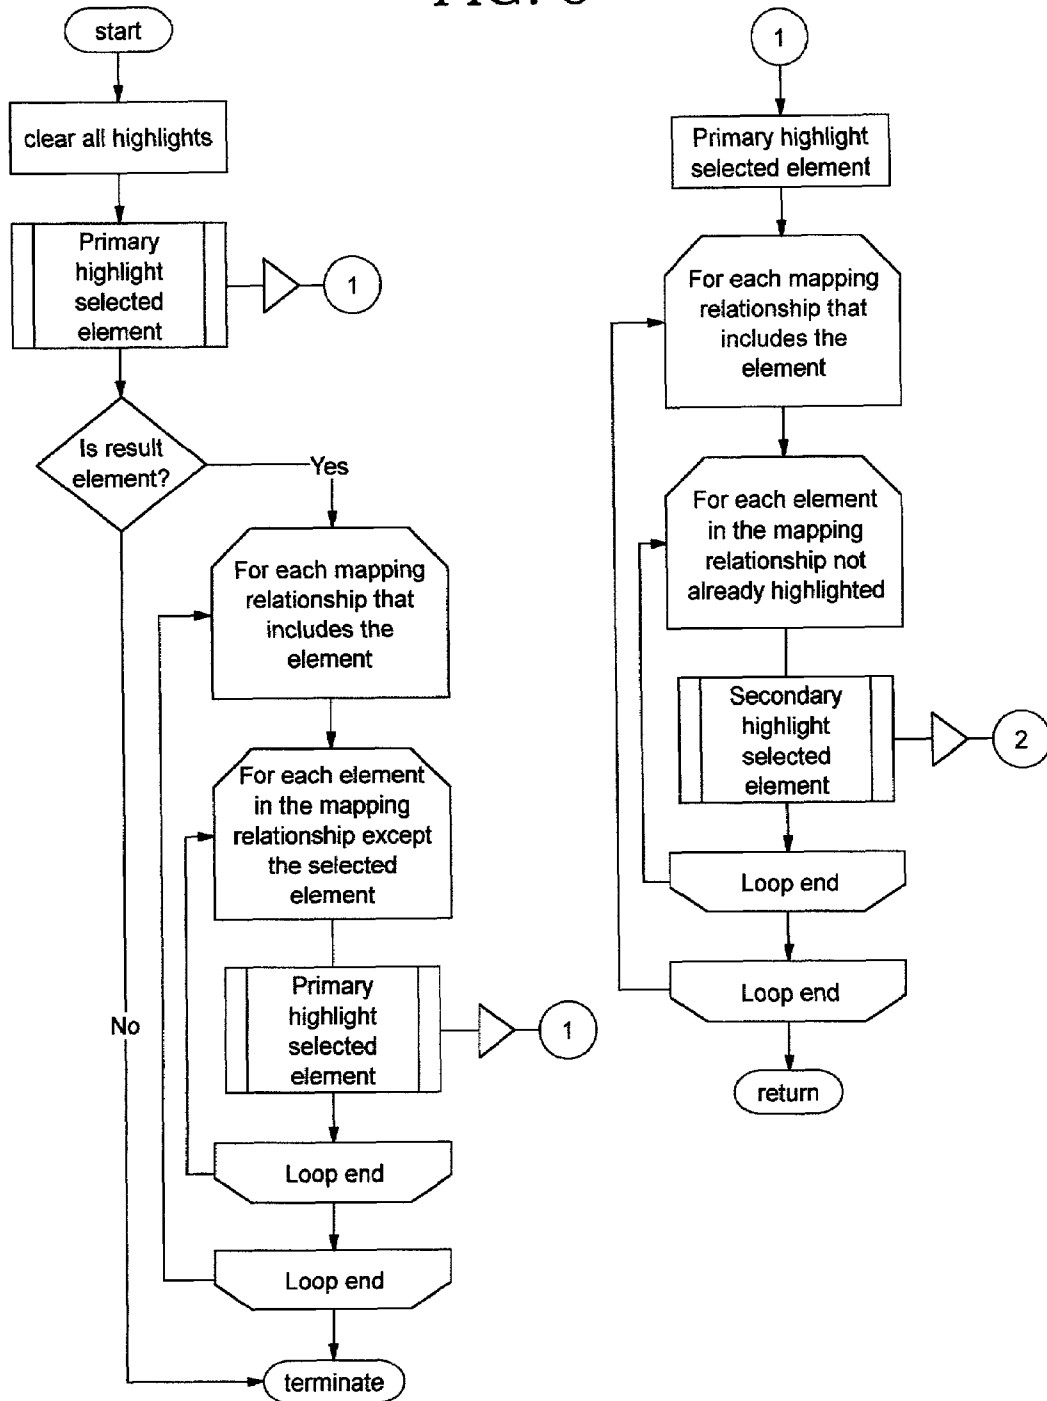 start
clear all highlights
Primary
highlight
selected
element
1
Is result
element?
Yes
No
For each mapping
relationship that
includes the
element
For each element
in the mapping
relationship except
the selected
element
Primary
highlight
selected
element
1
Loop end
Loop end
terminate
1
Primary highlight
selected element
For each mapping
relationship that
includes the
element
For each element
in the mapping
relationship not
already highlighted
Secondary
highlight
selected
element
2
Loop end
Loop end
return